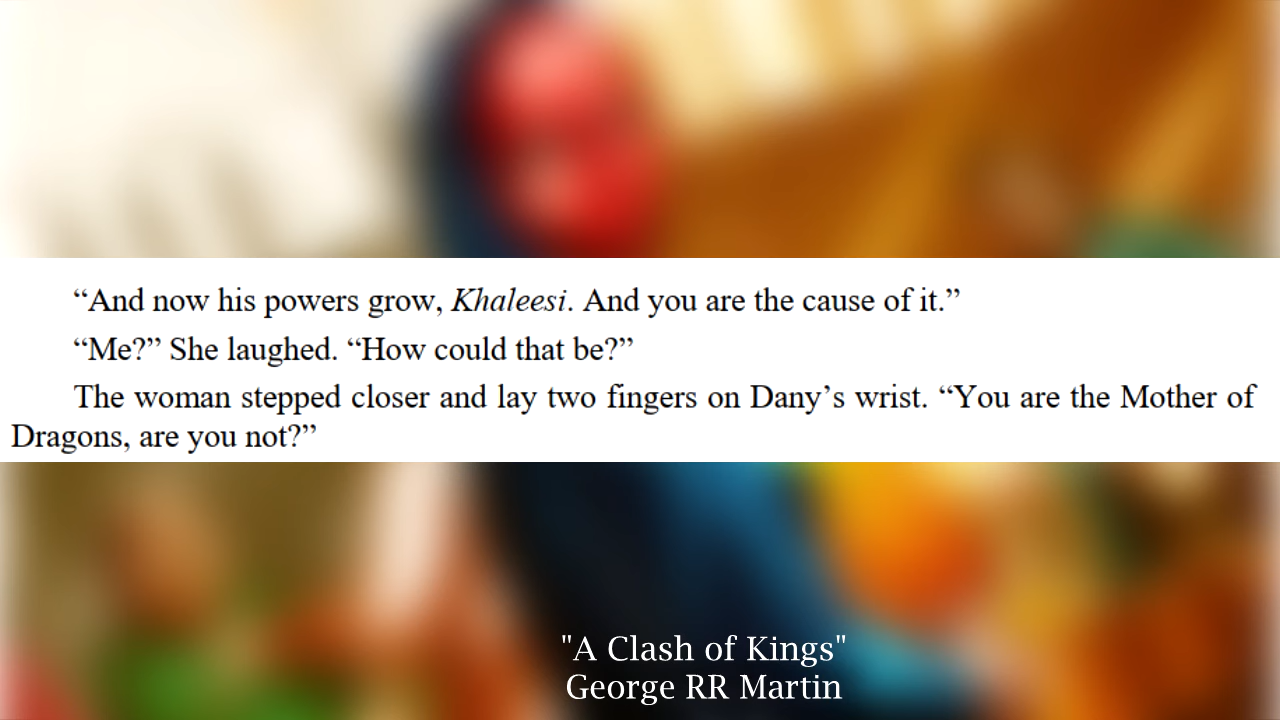 “And now his powers grow, Khaleesi. And you are the cause of it.”
“Me?” She laughed. “How could that be?”
The woman stepped closer and lay two fingers on Dany’s wrist. “You are the Mother of
Dragons, are you not?”
"A Clash of Kings"
George RR Martin